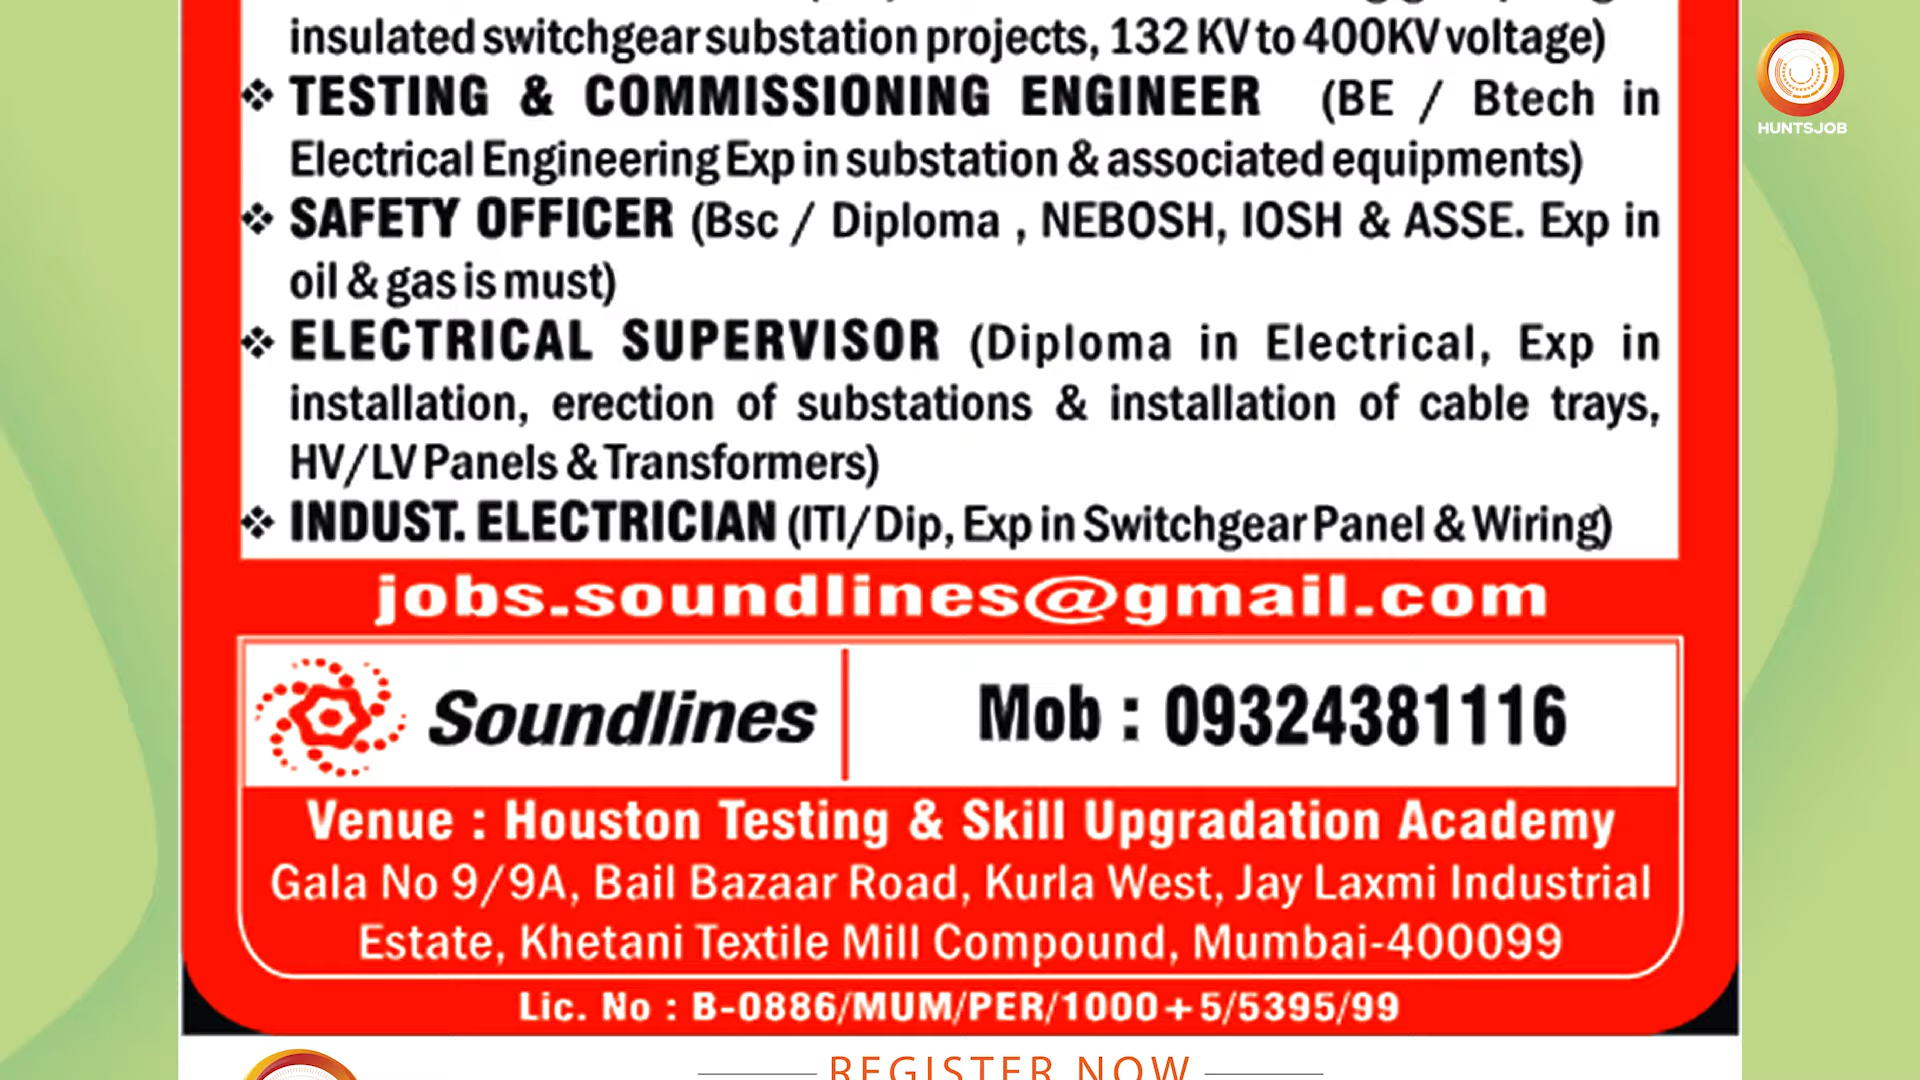 insulated switchgear substation projects, 132 KV to 400KV voltage)
❖ TESTING & COMMISSIONING ENGINEER (BE / Btech in
Electrical Engineering Exp in substation & associated equipments)
❖ SAFETY OFFICER (Bsc / Diploma , NEBOSH, IOSH & ASSE. Exp in
oil & gas is must)
❖ ELECTRICAL SUPERVISOR (Diploma in Electrical, Exp in
installation, erection of substations & installation of cable trays,
HV/LV Panels & Transformers)
❖ INDUST. ELECTRICIAN (ITI/Dip, Exp in Switchgear Panel & Wiring)
jobs.soundlines@gmail.com
Soundlines
Mob : 09324381116
Venue : Houston Testing & Skill Upgradation Academy
Gala No 9/9A, Bail Bazaar Road, Kurla West, Jay Laxmi Industrial
Estate, Khetani Textile Mill Compound, Mumbai-400099
Lic. No : B-0886/MUM/PER/1000+5/5395/99
REGISTER NOW
HUNTSJOB